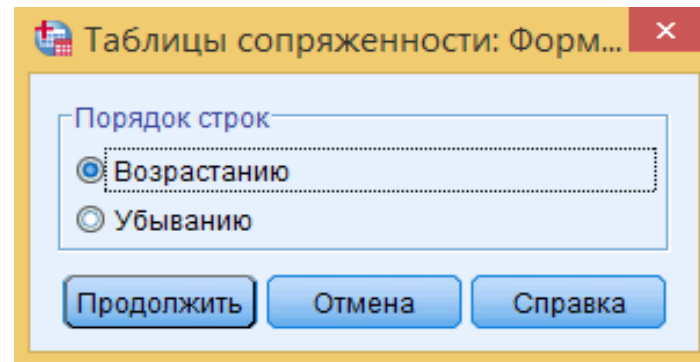 Таблицы сопряженности: Форм...
Порядок строк
Возрастанию
Убыванию
Продолжить Отмена Справка